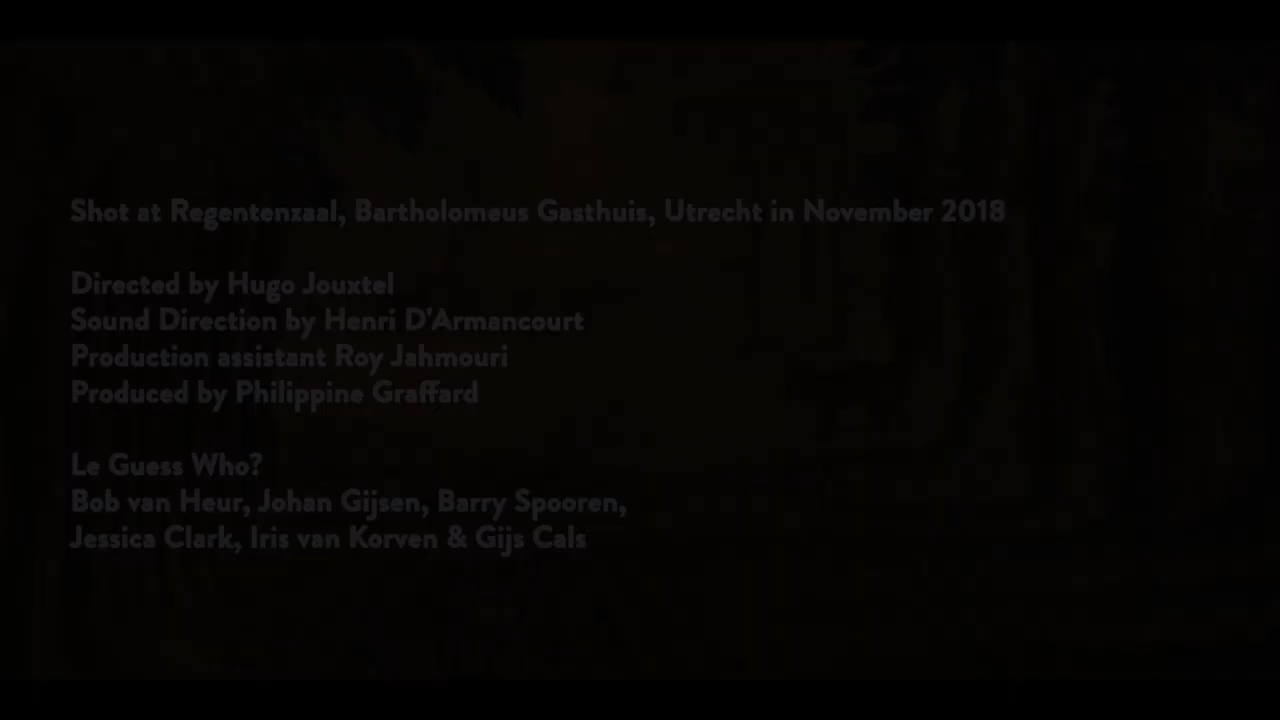 Shot at Regentenzaal, Bartholomeus Gasthuis, Utrecht in November 2018
Directed by Hugo Jouxtel
Sound Direction by Henri D'Armancourt
Production assistant Roy Jahmouri
Produced by Philippine Graffard
Le Guess Who?
Bob van Heur, Johan Gijsen, Barry Spooren,
Jessica Clark, Iris van Korven & Gijs Cals